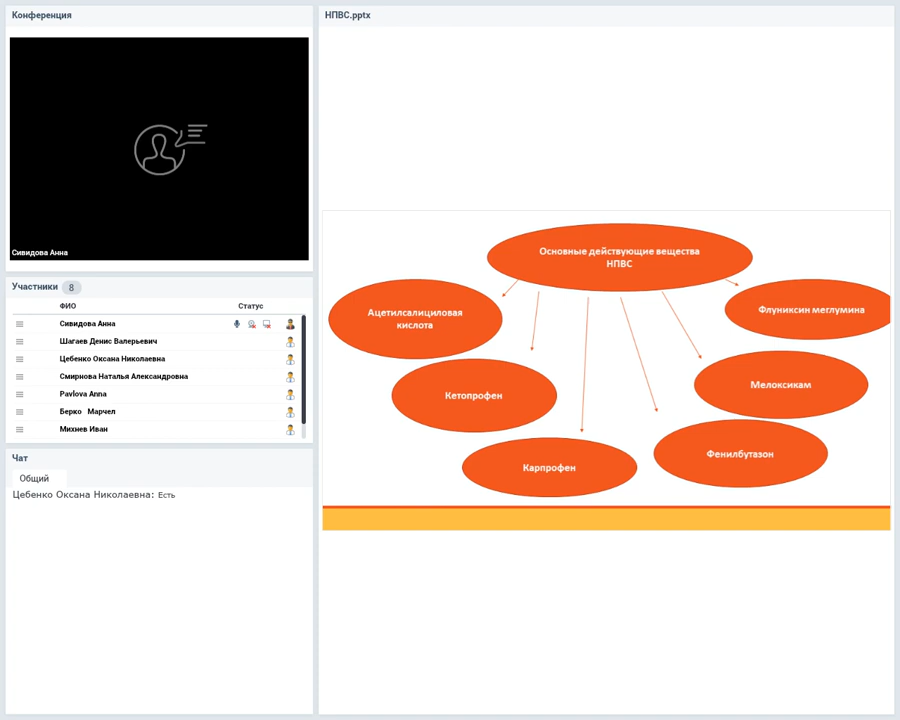 Конференция
Сивидова Анна
Участники 8
ФИО Статус
Сивидова Анна
Шагаев Денис Валерьевич
Цебенко Оксана Николаевна
Смирнова Наталья Александровна
Pavlova Anna
Берко Марчел
Михнев Иван
Чат
Общий
Цебенко Оксана Николаевна: Есть
НПВС.pptx
Основные действующие вещества
НПВС
Ацетилсалициловая
кислота
Флуниксин меглумина
Кетопрофен
Мелоксикам
Карпрофен
Фенилбутазон